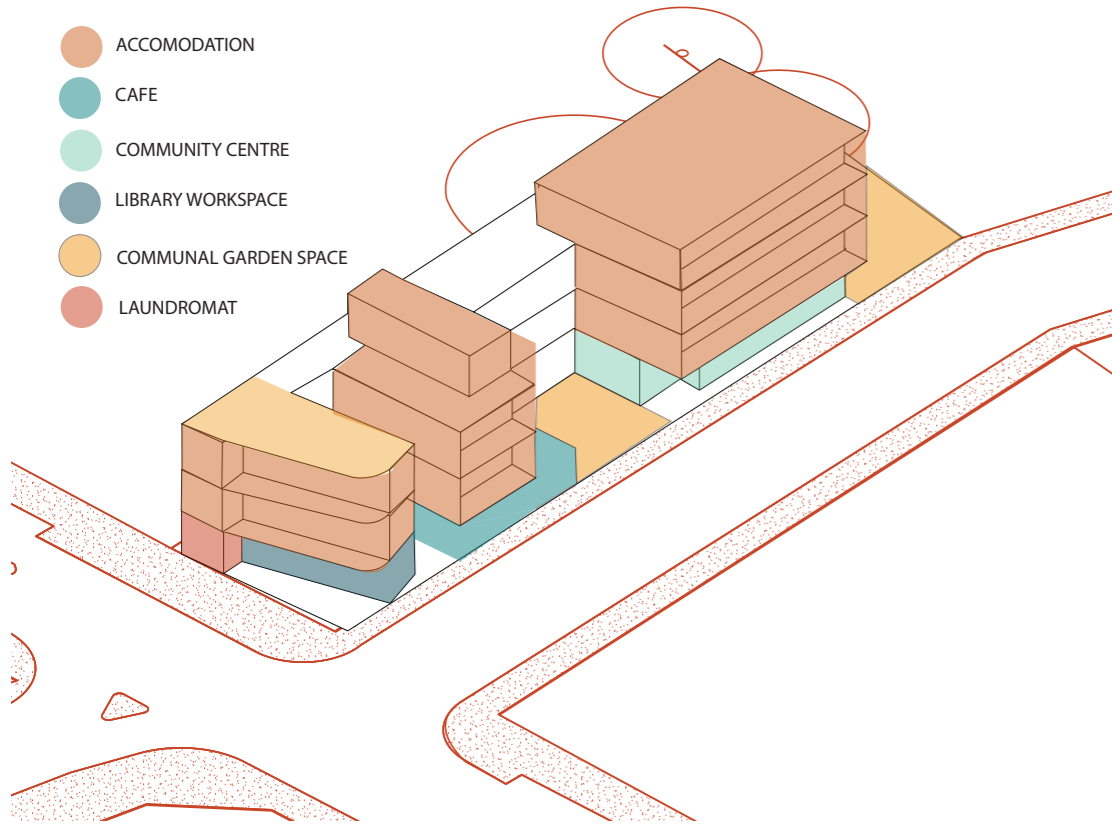 ACCOMODATION
CAFE
COMMUNITY CENTRE
LIBRARY WORKSPACE
COMMUNAL GARDEN SPACE
LAUNDROMAT